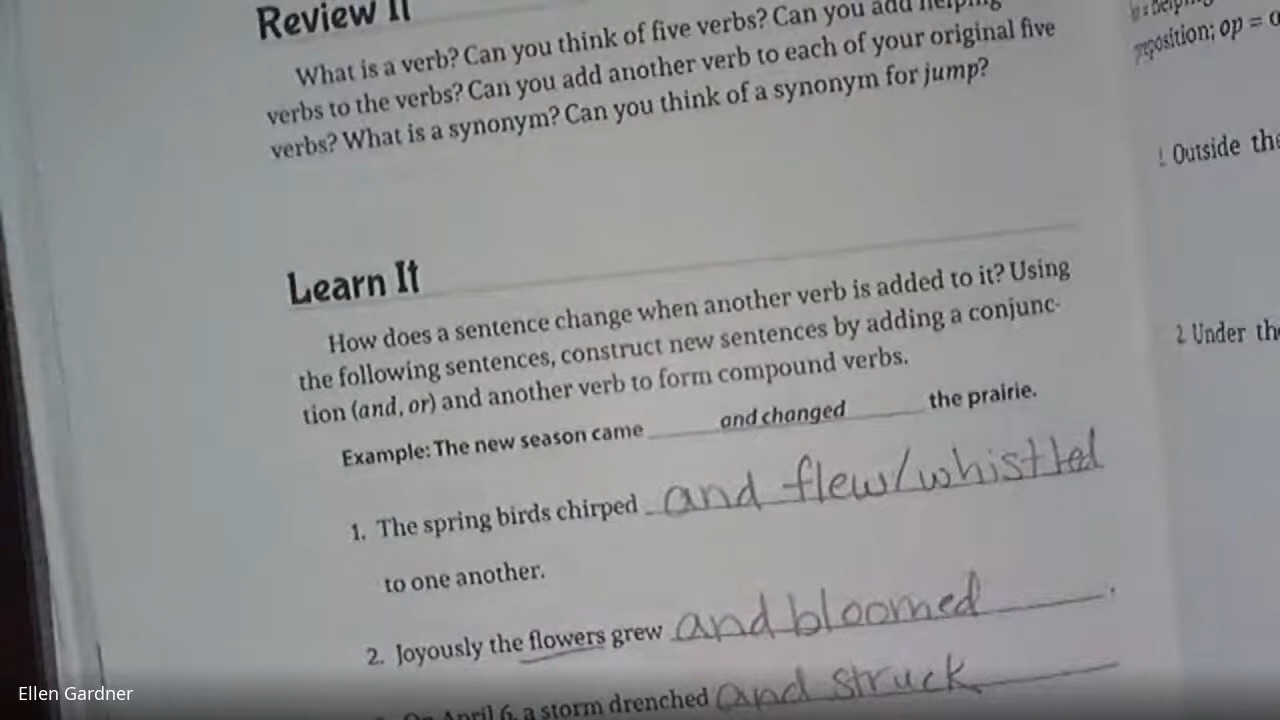 Review It
What is a verb? Can you think of five verbs? Can you add helping
verbs to the verbs? Can you add another verb to each of your original five
verbs? What is a synonym? Can you think of a synonym for jump?
Learn It
How does a sentence change when another verb is added to it? Using
the following sentences, construct new sentences by adding a conjunc-
tion (and, or) and another verb to form compound verbs.
Example: The new season came and changed the prairie.
1. The spring birds chirped and flew/whistled
to one another.
2. Joyously the flowers grew and bloomed.
On April 6, a storm drenched and struck
position; op =
1. Outside the
2. Under the
Ellen Gardner